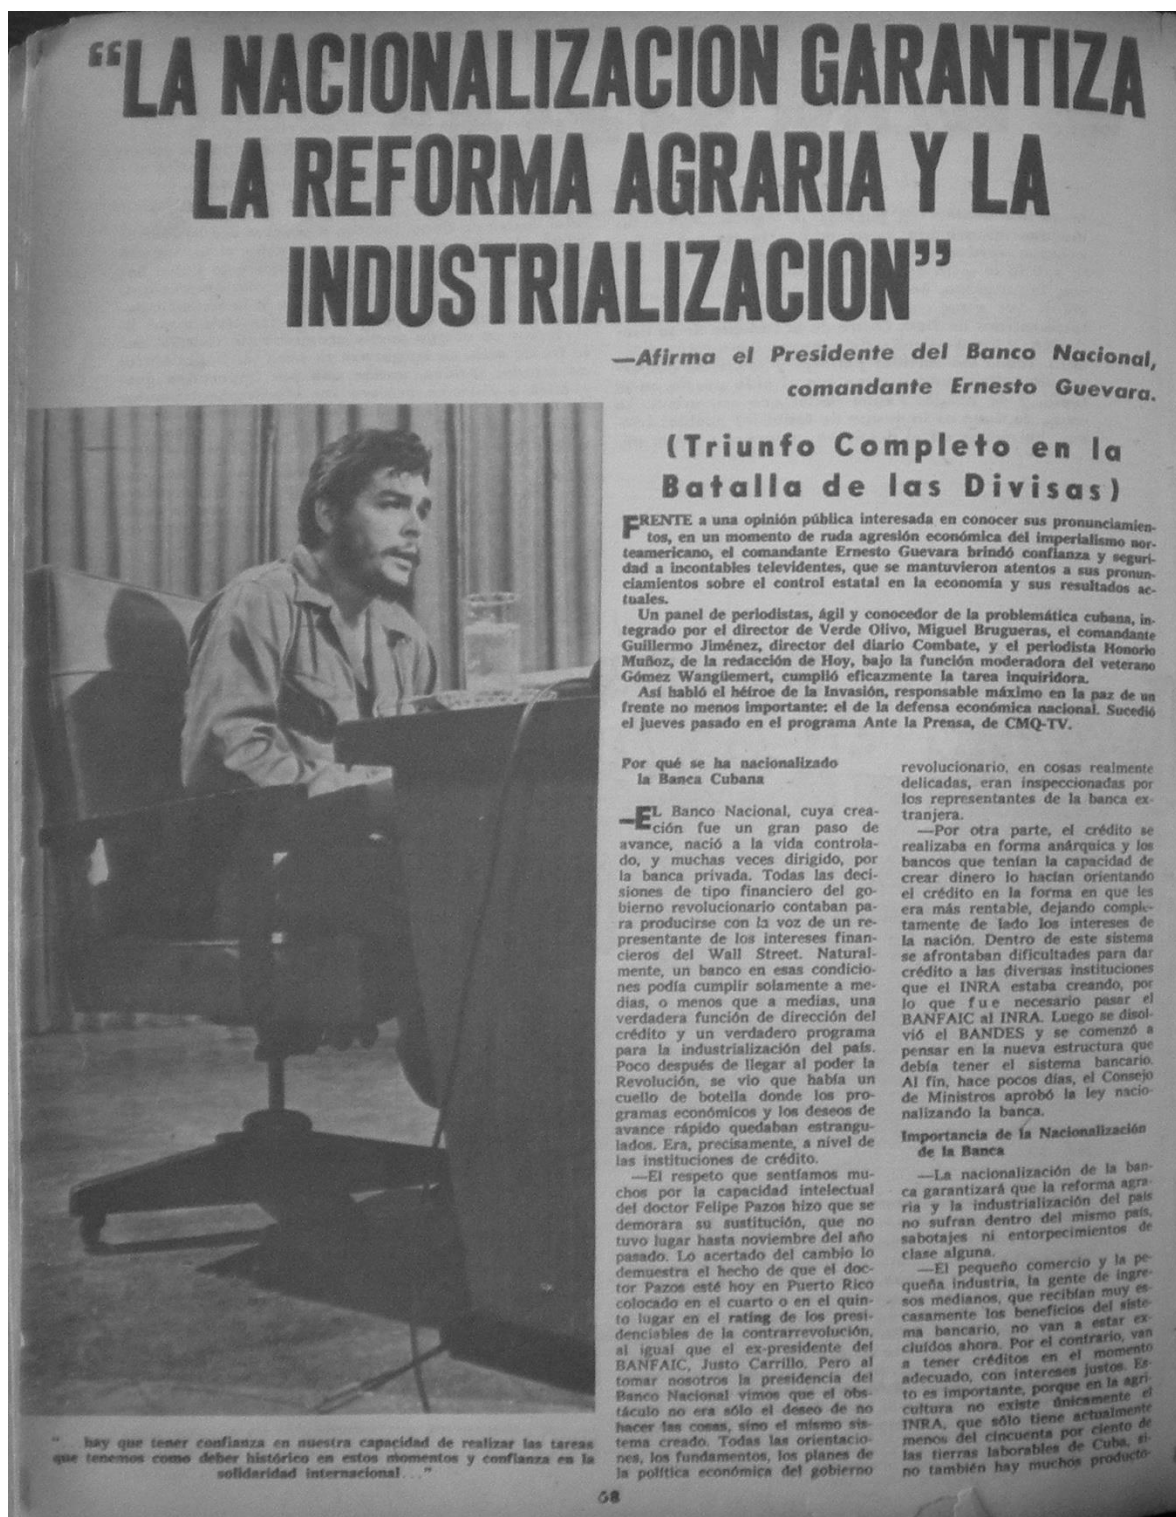 “LA NACIONALIZACION GARANTIZA
LA REFORMA AGRARIA Y LA
INDUSTRIALIZACION”
—Afirma el Presidente del Banco Nacional,
comandante Ernesto Guevara.
(Triunfo Completo en la
Batalla de las Divisas)
FRENTE a una opinión pública interesada en conocer sus pronunciamien-
tos, en un momento de ruda agresión económica del imperialismo nor-
teamericano, el comandante Ernesto Guevara brindó confianza y seguri-
dad a incontables televidentes, que se mantuvieron atentos a sus pronun-
ciamientos sobre el control estatal en la economía y sus resultados ac-
tuales.
Un panel de periodistas, ágil y conocedor de la problemática cubana, in-
tegrado por el director de Verde Olivo, Miguel Brugueras, el comandante
Guillermo Jiménez, director del diario Combate, y el periodista Honorio
Muñoz, de la redacción de Hoy, bajo la función moderadora del veterano
Gómez Wangüemert, cumplió eficazmente la tarea inquiridora.
Así habló el héiroe de la Invasión, responsable máximo en la paz de un
frente no menos importante: el de la defensa económica nacional. Sucedió
el jueves pasado en el programa Ante la Prensa, de CMQ-TV.
Por qué se ha nacionalizado
la Banca Cubana
—EL Banco Nacional, cuya crea-
ción fue un gran paso de
avance, nació a la vida controla-
do, y muchas veces dirigido, por
la banca privada. Todas las deci-
siones de tipo financiero del go-
bierno revolucionario contaban pa-
ra producirse con la voz de un re-
presentante de los intereses finan-
cieros del Wall Street. Natural-
mente, un banco en esas condicio-
nes podía cumplir solamente a me-
dias, o menos que a medias, una
verdadera función de dirección del
crédito y un verdadero programa
para la industrialización del país.
Poco después de llegar al poder la
Revolución, se vio que había un
cuello de botella donde los pro-
gramas económicos y los deseos de
avance rápido quedaban estrangu-
lados. Era, precisamente, a nivel de
las instituciones de crédito.
—El respeto que sentíamos mu-
chos por la capacidad intelectual
del doctor Felipe Pazos hizo que se
demorara su sustitución, que no
tuvo lugar hasta noviembre del año
pasado. Lo acertado del cambio lo
demuestra el hecho de que el doc-
tor Pazos esté hoy en Puerto Rico
colocado en el cuarto o en el quin-
to lugar en el rating de los presi-
denciables de la contrarrevolución,
al igual que el ex-presidente del
BANFAIC, Justo Carrillo. Pero al
tomar nosotros la presidencia del
Banco Nacional vimos que el obs-
táculo no era sólo el deseo de no
hacer las cosas, sino el mismo sis-
tema creado. Todas las orientacio-
nes, los fundamentos, los planes de
la política económica del gobierno
revolucionario, en cosas realmente
delicadas, eran inspeccionadas por
los representantes de la banca ex-
tranjera.
—Por otra parte, el crédito se
realizaba en forma anárquica y los
bancos que tenían la capacidad de
crear dinero lo hacían orientando
el crédito en la forma en que les
era más rentable, dejando comple-
tamente de lado los intereses de
la nación. Dentro de este sistema
se afrontaban dificultades para dar
crédito a las diversas instituciones
que el INRA estaba creando, por
lo que fue necesario pasar el
BANFAIC al INRA. Luego se disol-
vió el BANDES y se comenzó a
pensar en la nueva estructura que
debía tener el sistema bancario.
Al fin, hace pocos días, el Consejo
de Ministros aprobó la ley nacio-
nalizando la banca.
Importancia de la Nacionalización
de la Banca
—La nacionalización de la ban-
ca garantizará que la reforma agra-
ria y la industrialización del país
no sufran dentro del mismo país,
sabotajes ni entorpecimientos de
clase alguna.
—El pequeño comercio y la pe-
queña industria, la gente de ingre-
sos medianos, que recibían muy es-
casamente los beneficios del siste-
ma bancario, no van a estar ex-
cluídos ahora. Por el contrario, van
a tener créditos en el momento
adecuado, con intereses justos. Es-
to es importante, porque en la agri-
cultura no existe únicamente el
INRA, que sólo tiene actualmente
menos del cincuenta por ciento de
las tierras laborables de Cuba, si-
no también hay muchos producto-
“ hay que tener confianza en nuestra capacidad de realizar las tareas
que tenemos como deber histórico en estos momentos y confianza en la
solidaridad internacional...”
68